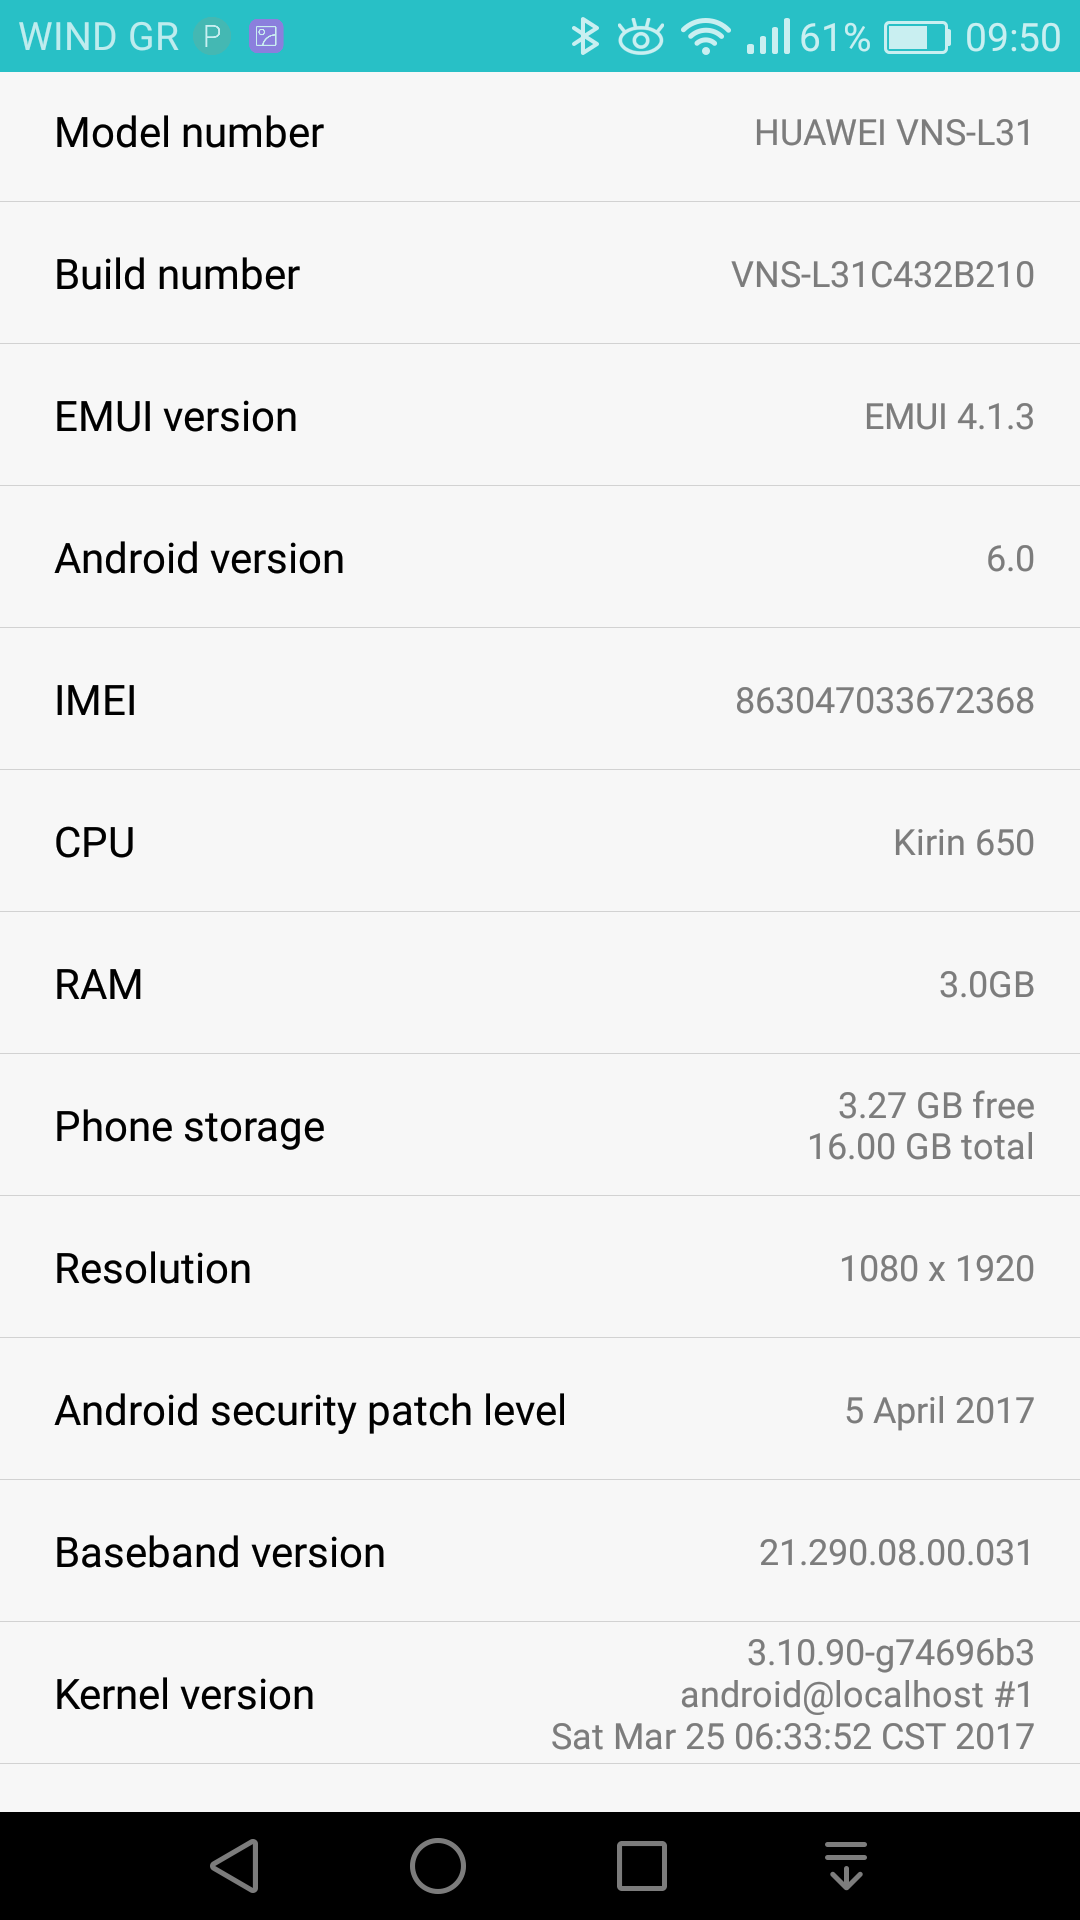 WIND GR P 61% 09:50
Model number HUAWEI VNS-L31
Build number VNS-L31C432B210
EMUI version EMUI 4.1.3
Android version 6.0
IMEI 863047033672368
CPU Kirin 650
RAM 3.0GB
Phone storage 3.27 GB free
16.00 GB total
Resolution 1080 x 1920
Android security patch level 5 April 2017
Baseband version 21.290.08.00.031
Kernel version 3.10.90-g74696b3
android@localhost #1
Sat Mar 25 06:33:52 CST 2017